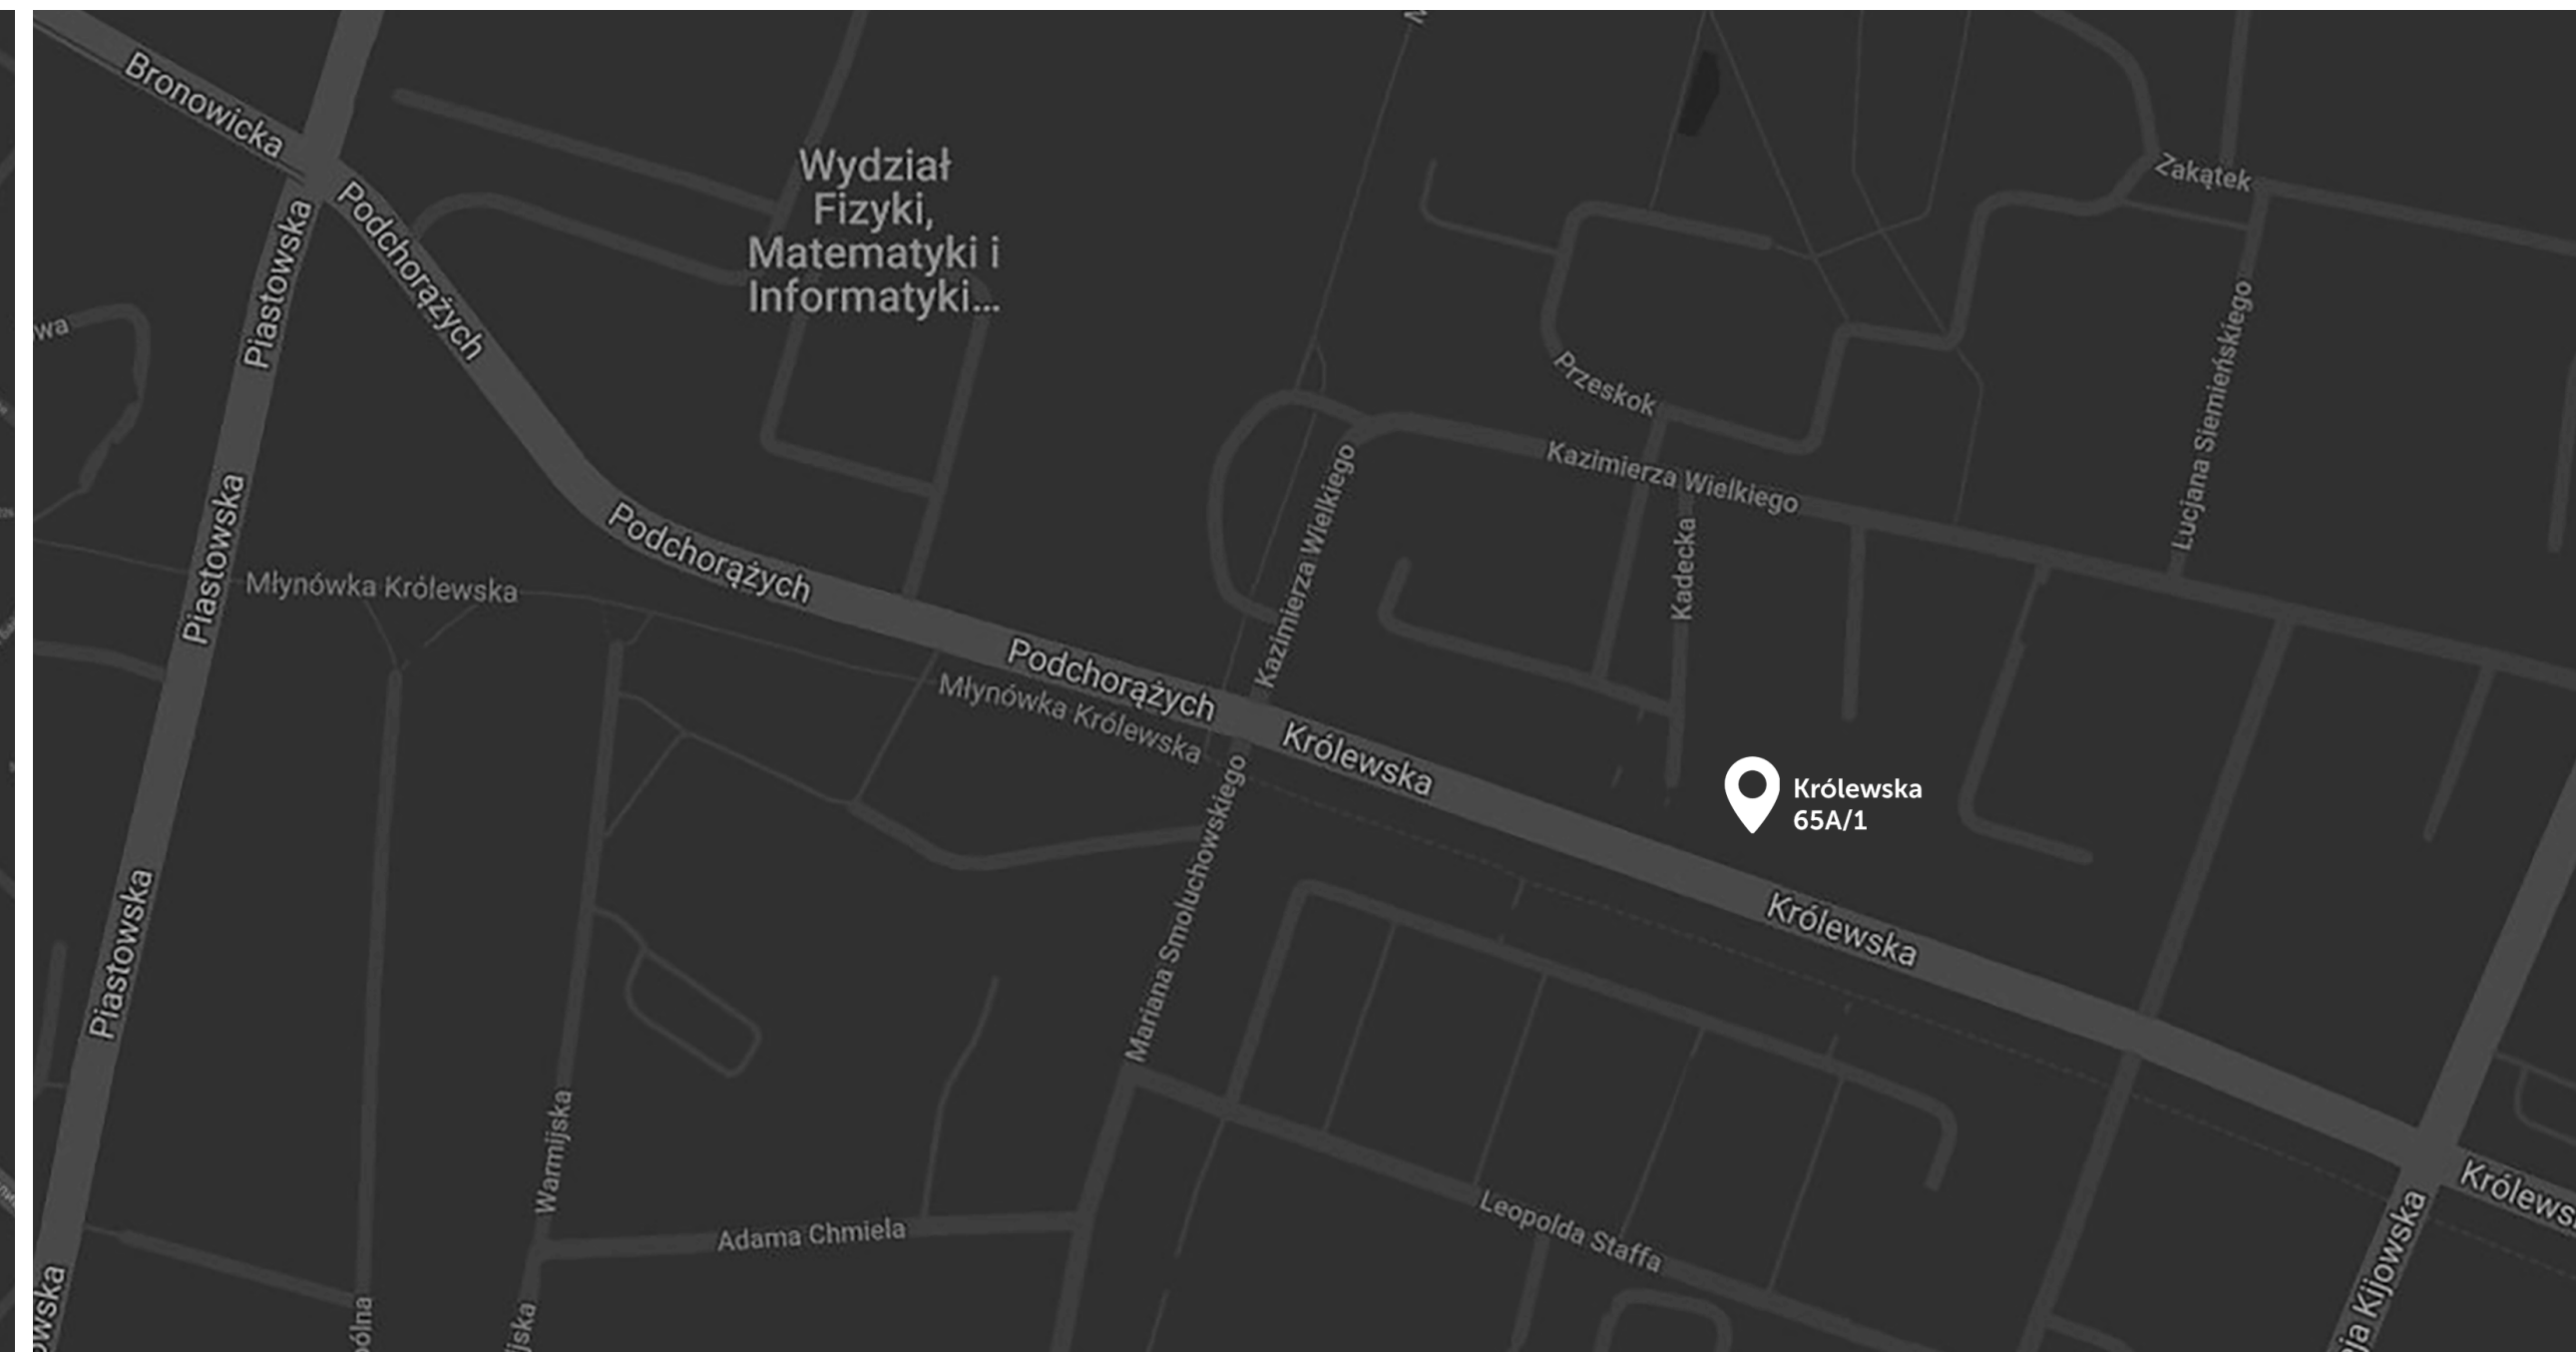 Bronowicka
Piastowska
Podchorążych
Wydział
Fizyki,
Matematyki i
Informatyki...
Zakątek
Lucjana Siemieńskiego
Przeskok
Kazimierza Wielkiego
Kazimierza Wielkiego
Kadecka
Piastowska
Podchorążych
Młynówka Królewska
Podchorążych
Młynówka Królewska
Królewska
Królewska
65A/1
Mariana Smoluchowskiego
Piastowska
Królewska
Warmijska
Adama Chmiela
Leopolda Staffa